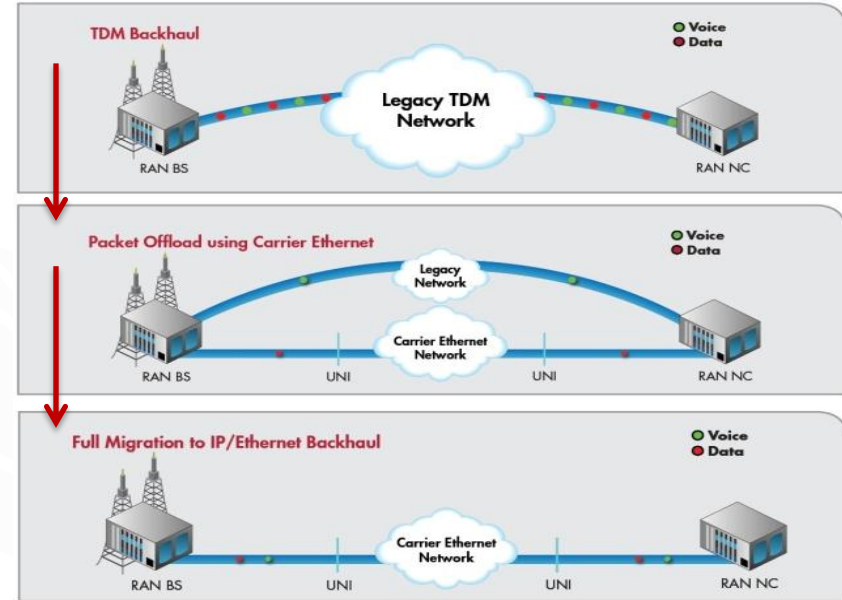 TDM Backhaul
Voice
Data
Legacy TDM
Network
RAN BS
RAN NC
Packet Offload using Carrier Ethernet
Voice
Data
Legacy
Network
Carrier Ethernet
Network
RAN BS
UNI
UNI
RAN NC
Full Migration to IP/Ethernet Backhaul
Voice
Data
Carrier Ethernet
Network
RAN BS
UNI
UNI
RAN NC